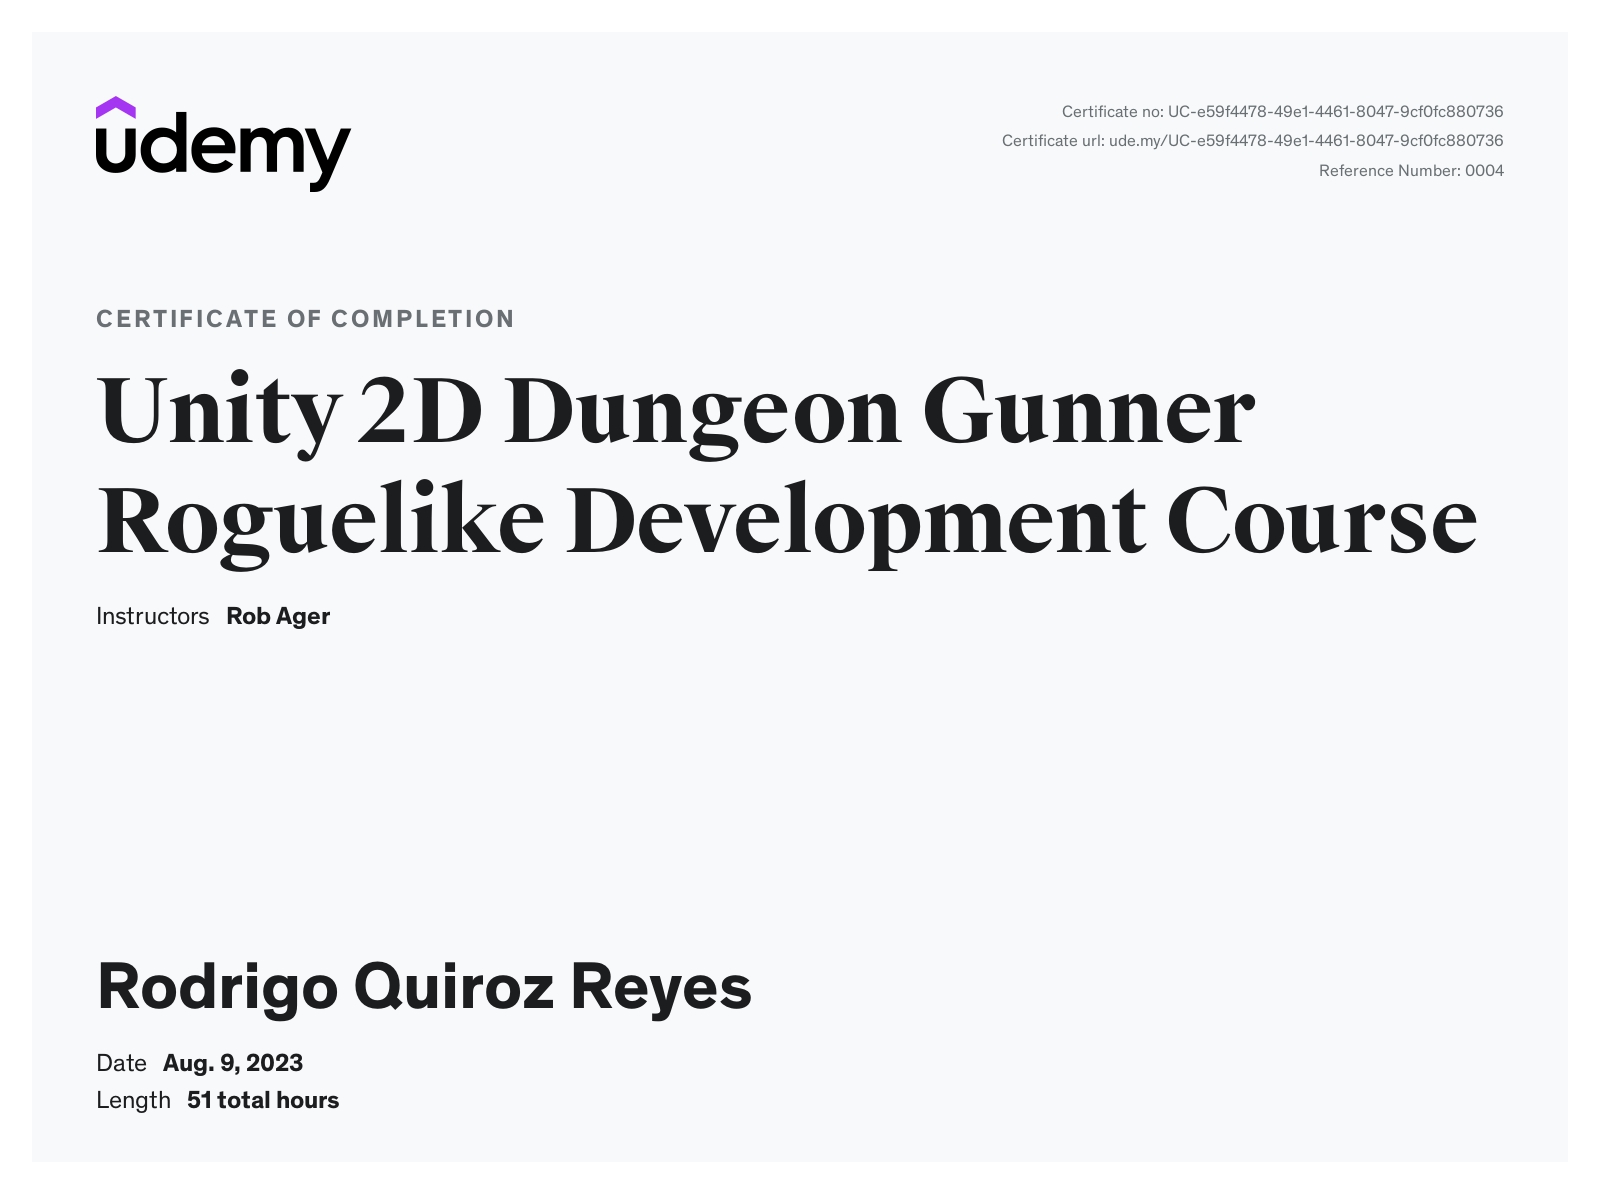 udemy
Certificate no: UC-e59f4478-49e1-4461-8047-9cf0fc880736
Certificate url: ude.my/UC-e59f4478-49e1-4461-8047-9cf0fc880736
Reference Number: 0004
CERTIFICATE OF COMPLETION
Unity 2D Dungeon Gunner
Roguelike Development Course
Instructors Rob Ager
Rodrigo Quiroz Reyes
Date Aug. 9, 2023
Length 51 total hours